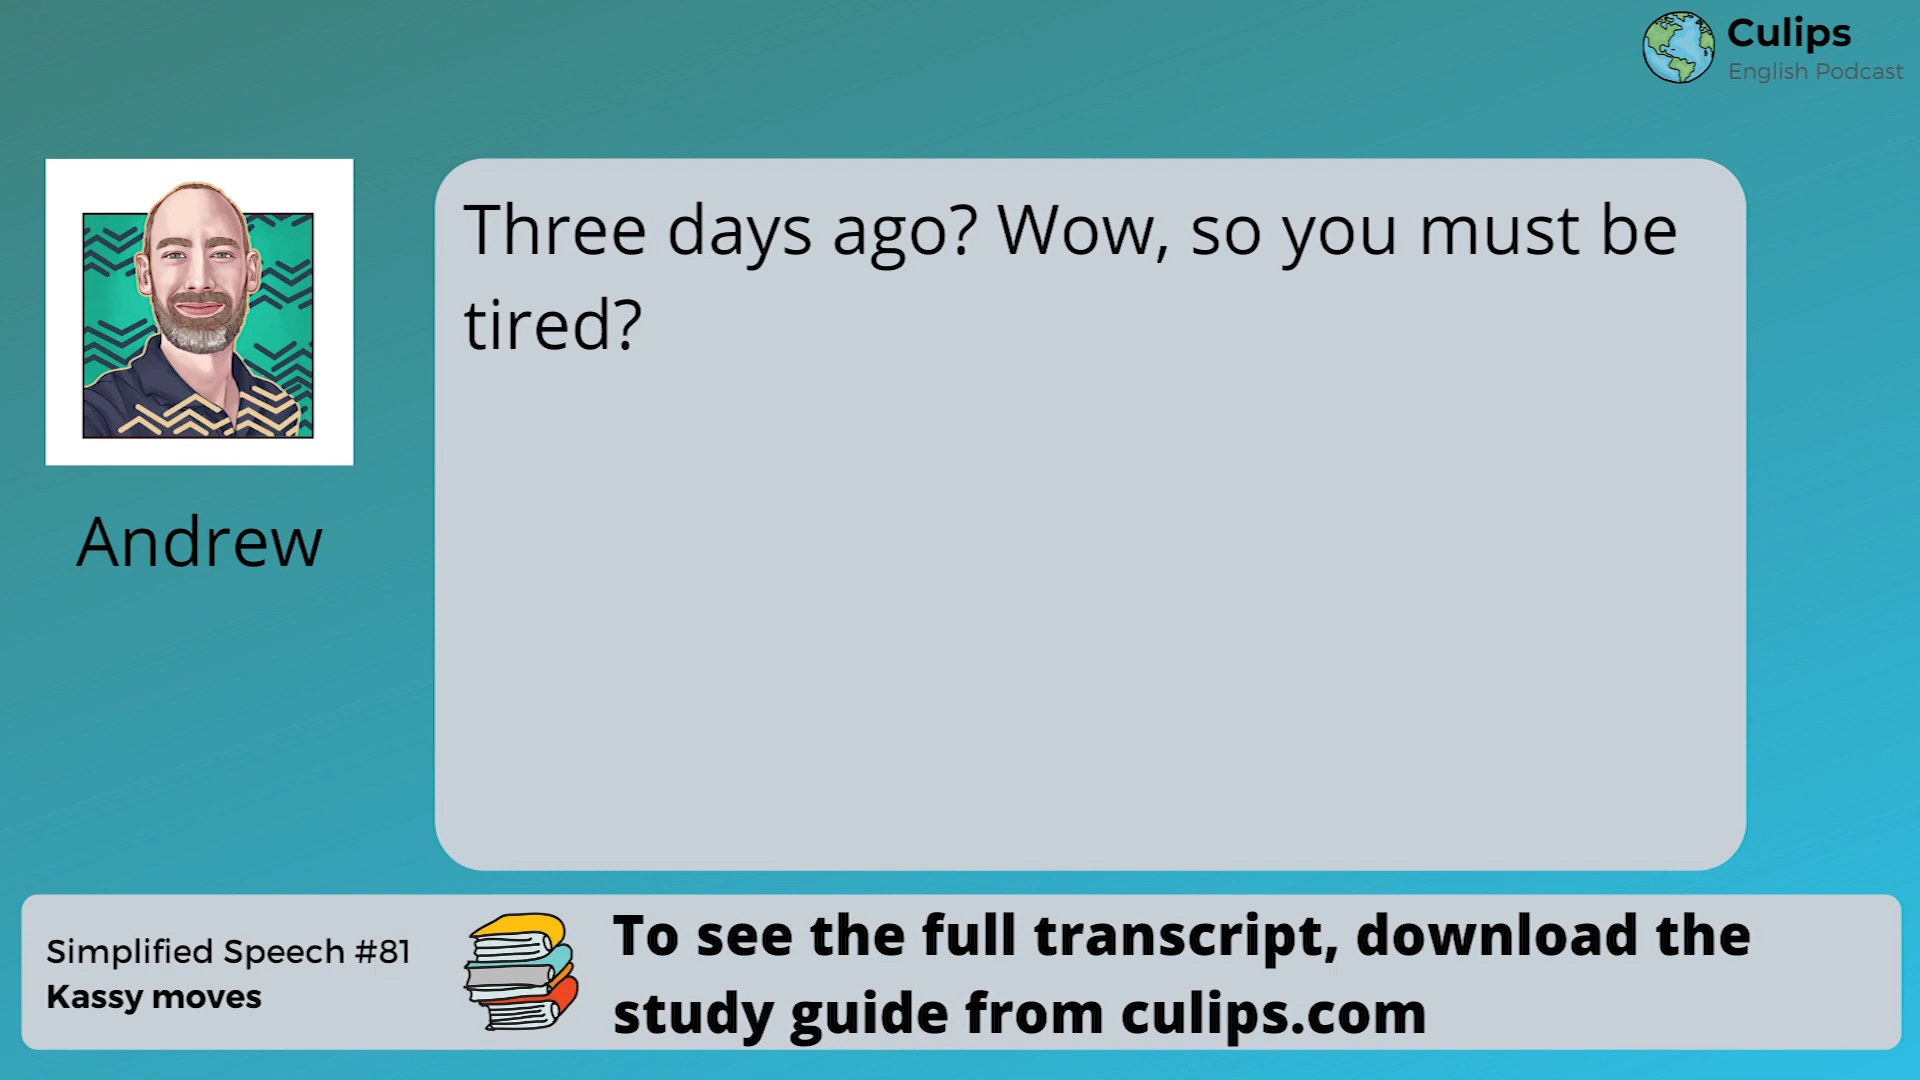 Culips
English Podcast
Three days ago? Wow, so you must be
tired?
Andrew
Simplified Speech #81
Kassy moves
To see the full transcript, download the
study guide from culips.com